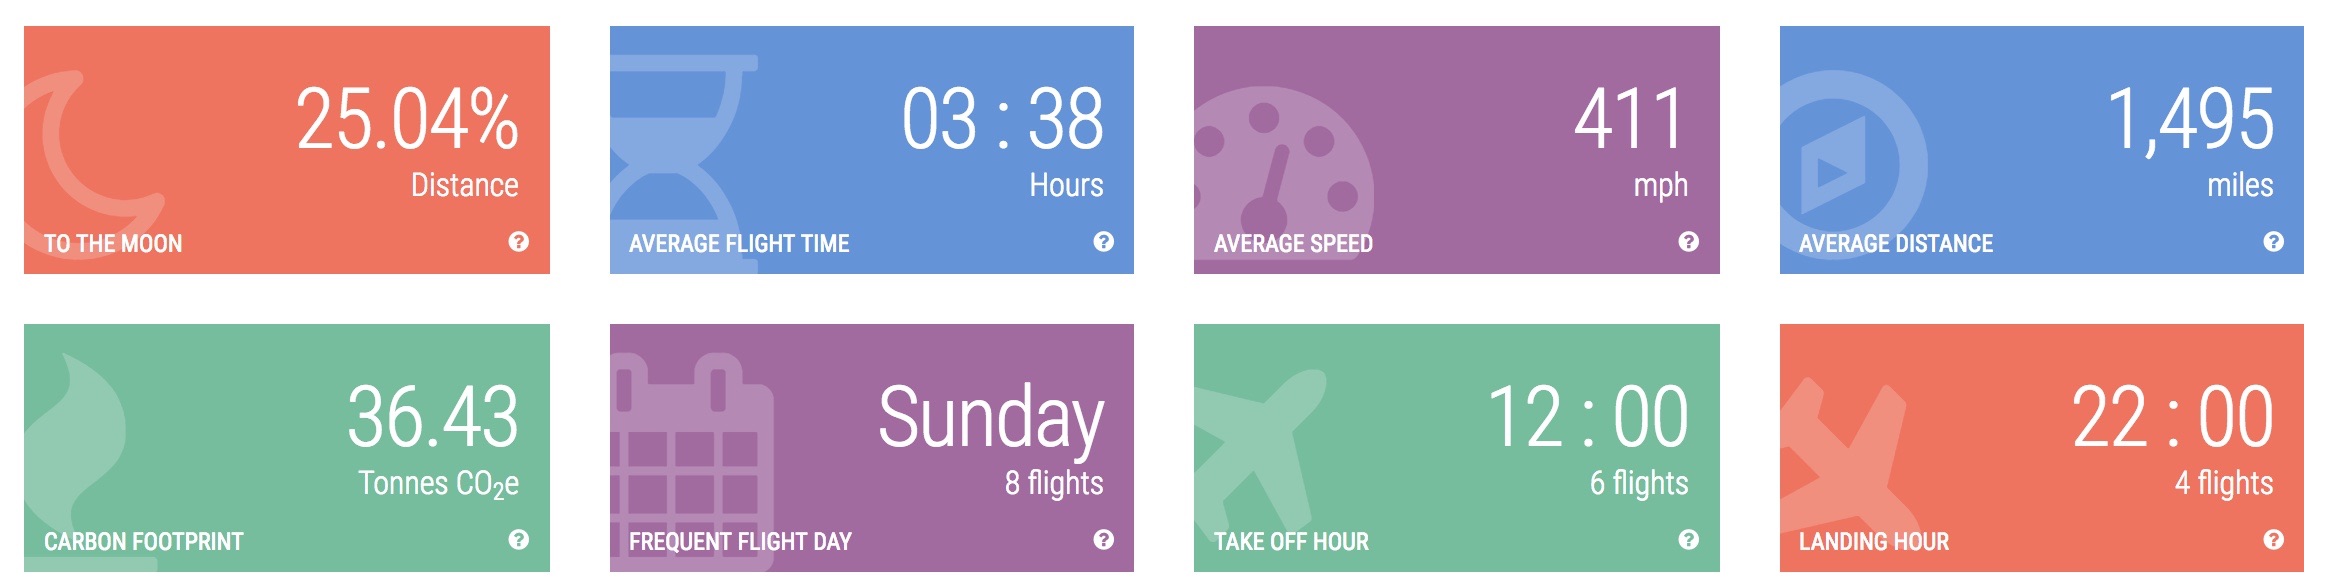 25.04%
Distance
TO THE MOON
03 : 38
Hours
AVERAGE FLIGHT TIME
411
mph
AVERAGE SPEED
1,495
miles
AVERAGE DISTANCE
36.43
Tonnes CO₂e
CARBON FOOTPRINT
Sunday
8 flights
FREQUENT FLIGHT DAY
12 : 00
6 flights
TAKE OFF HOUR
22 : 00
4 flights
LANDING HOUR